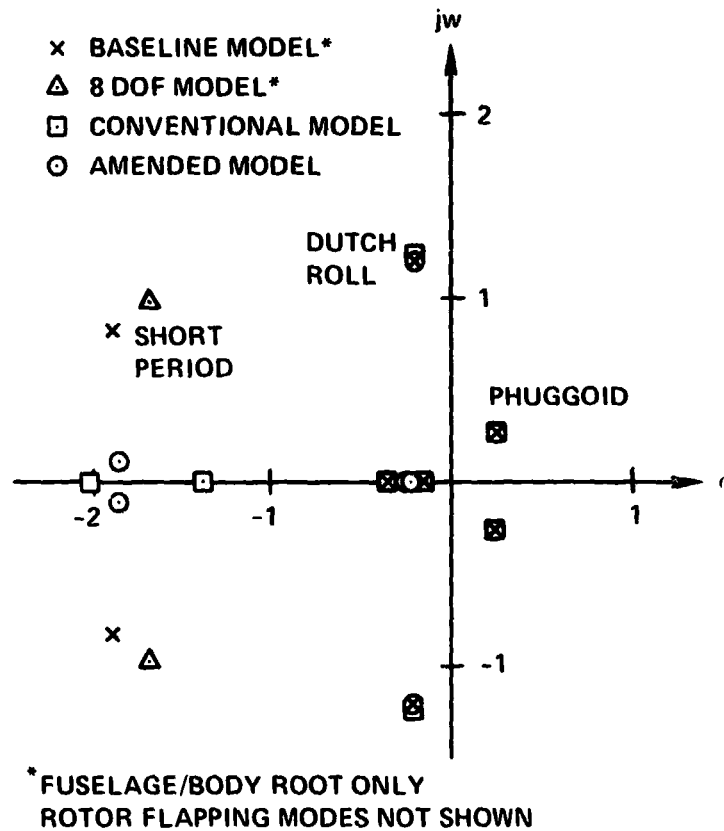 jw
× BASELINE MODEL*
△ 8 DOF MODEL*
⊡ CONVENTIONAL MODEL
⊙ AMENDED MODEL
2
DUTCH
ROLL
1
SHORT
PERIOD
PHUGGOID
-2
-1
1
-1
*FUSELAGE/BODY ROOT ONLY
ROTOR FLAPPING MODES NOT SHOWN